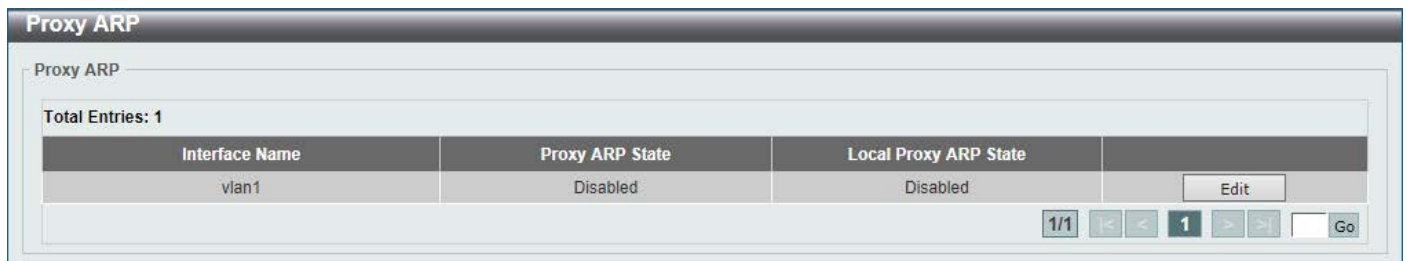 Proxy ARP
Proxy ARP
Total Entries: 1
Interface Name Proxy ARP State Local Proxy ARP State
vlan1 Disabled Disabled Edit
1/1 |< < 1 > >| Go